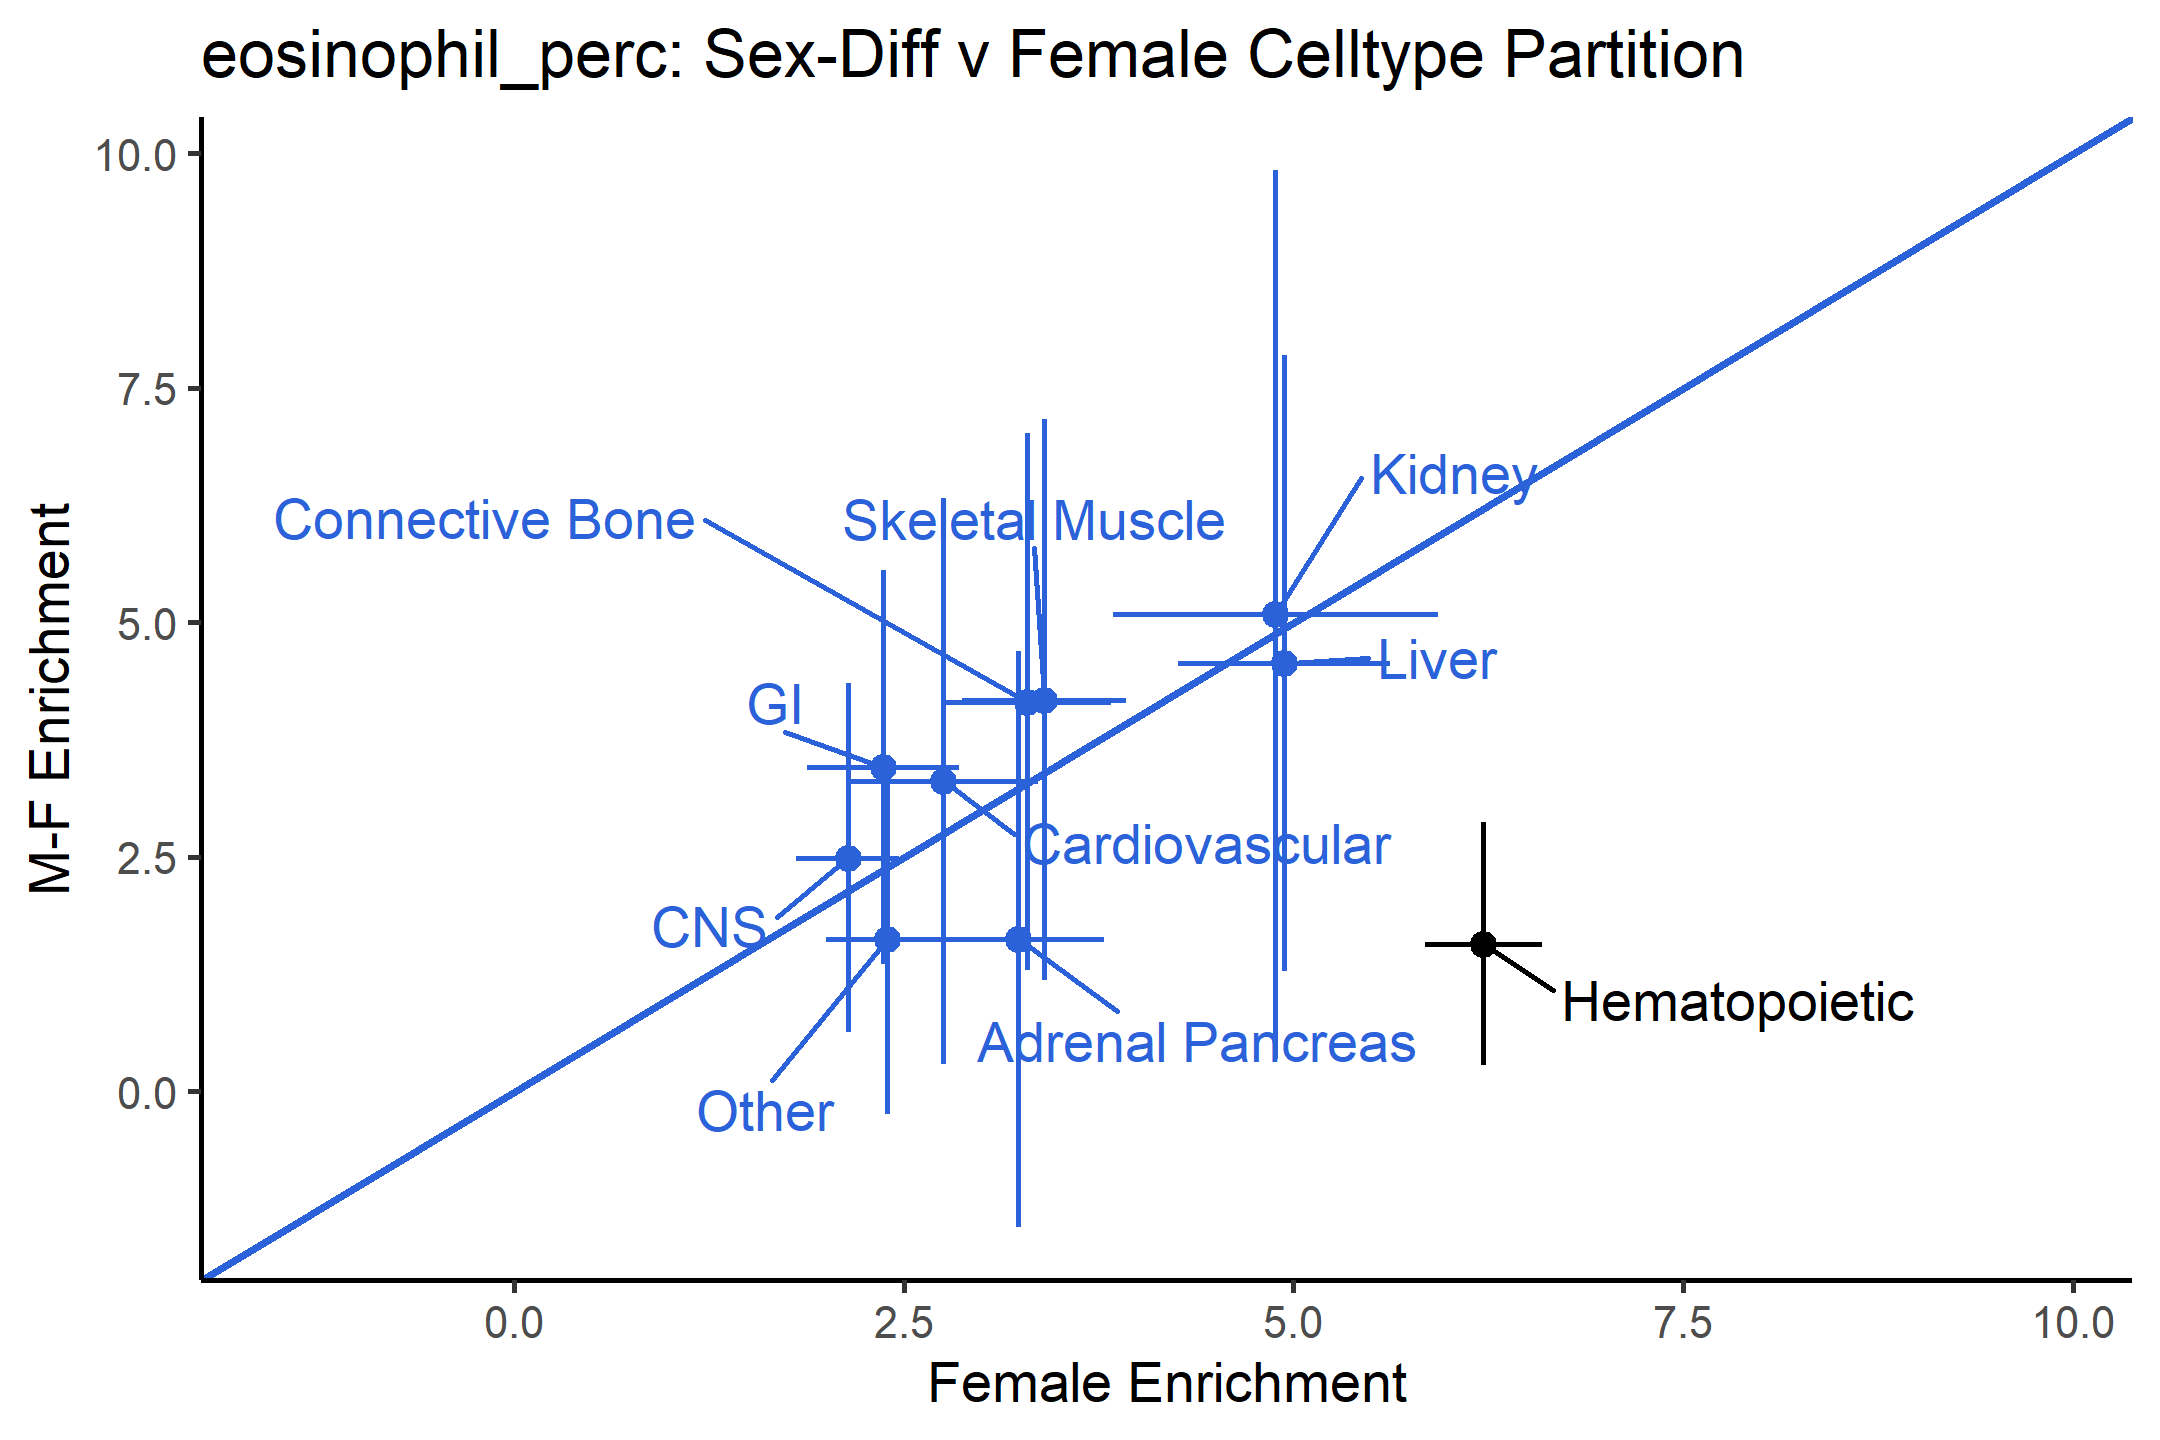 eosinophil_perc: Sex-Diff v Female Celltype Partition
M-F Enrichment
10.0
7.5
5.0
2.5
0.0
Kidney
Connective Bone
Skeletal Muscle
Liver
GI
Cardiovascular
CNS
Hematopoietic
Adrenal Pancreas
Other
0.0
2.5
5.0
7.5
10.0
Female Enrichment